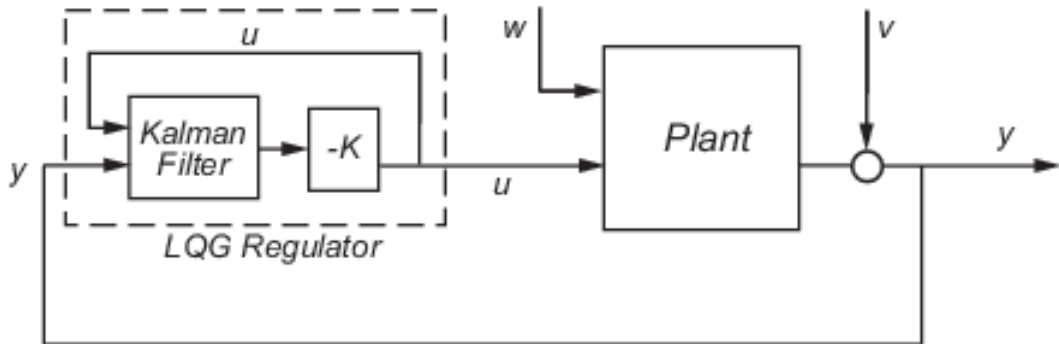 u
w
v
Kalman
Filter
-K
Plant
y
y
u
LQG Regulator